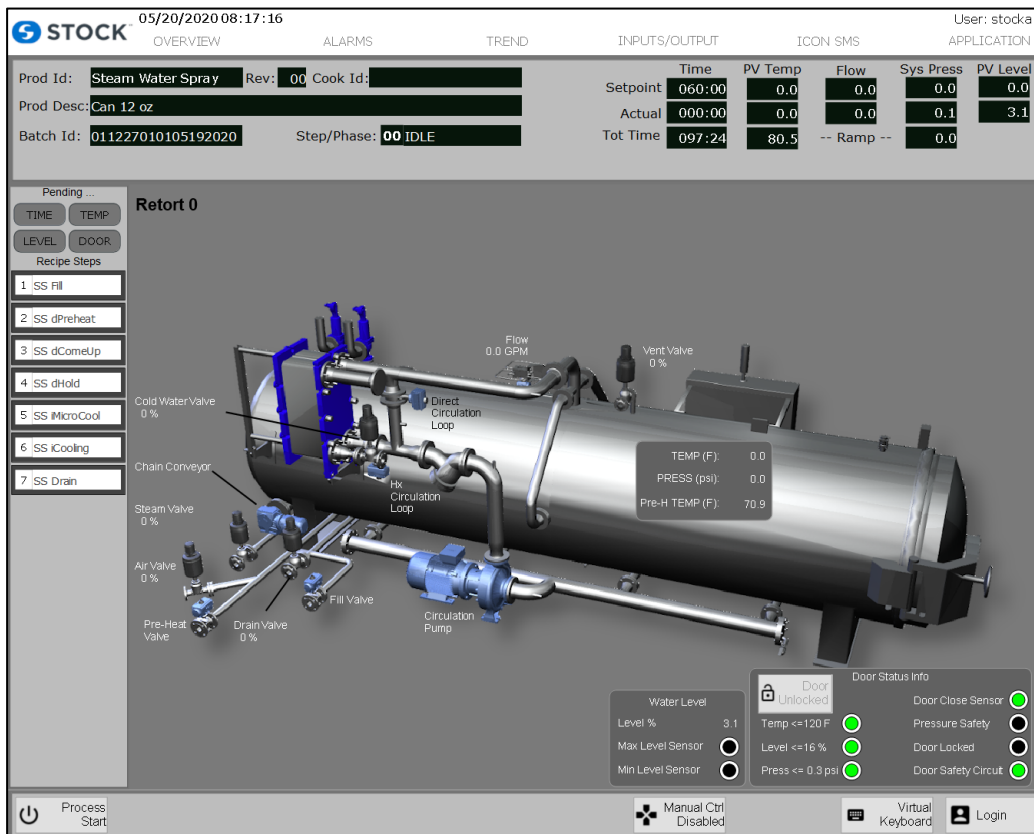 STOCK
05/20/2020 08:17:16
User: stocka
OVERVIEW ALARMS TREND INPUTS/OUTPUT ICON SMS APPLICATION
Prod Id: Steam Water Spray Rev: 00 Cook Id:
Prod Desc: Can 12 oz
Batch Id: 011227010105192020 Step/Phase: 00 IDLE
Time PV Temp Flow Sys Press PV Level
Setpoint 060:00 0.0 0.0 0.0 0.0
Actual 000:00 0.0 0.0 0.1 3.1
Tot Time 097:24 80.5 -- Ramp -- 0.0
Pending ...
TIME TEMP
LEVEL DOOR
Recipe Steps
1 SS Fill
2 SS dPreheat
3 SS dComeUp
4 SS dHold
5 SS iMicroCool
6 SS iCooling
7 SS Drain
Retort 0
Flow
0.0 GPM
Vent Valve
0 %
Cold Water Valve
0 %
Direct
Circulation
Loop
Chain Conveyor
Hx
Circulation
Loop
TEMP (F): 0.0
PRESS (psi): 0.0
Pre-H TEMP (F): 70.9
Steam Valve
0 %
Air Valve
0 %
Pre-Heat
Valve
Drain Valve
0 %
Fill Valve
Circulation
Pump
Water Level
Level % 3.1
Max Level Sensor
Min Level Sensor
Door Status Info
Door
Unlocked
Temp <=120 F
Level <=16 %
Press <= 0.3 psi
Door Close Sensor
Pressure Safety
Door Locked
Door Safety Circuit
Process
Start
Manual Ctrl
Disabled
Virtual
Keyboard
Login